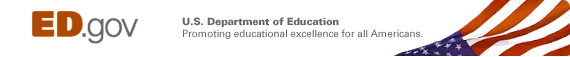 ED.gov
U.S. Department of Education
Promoting educational excellence for all Americans.